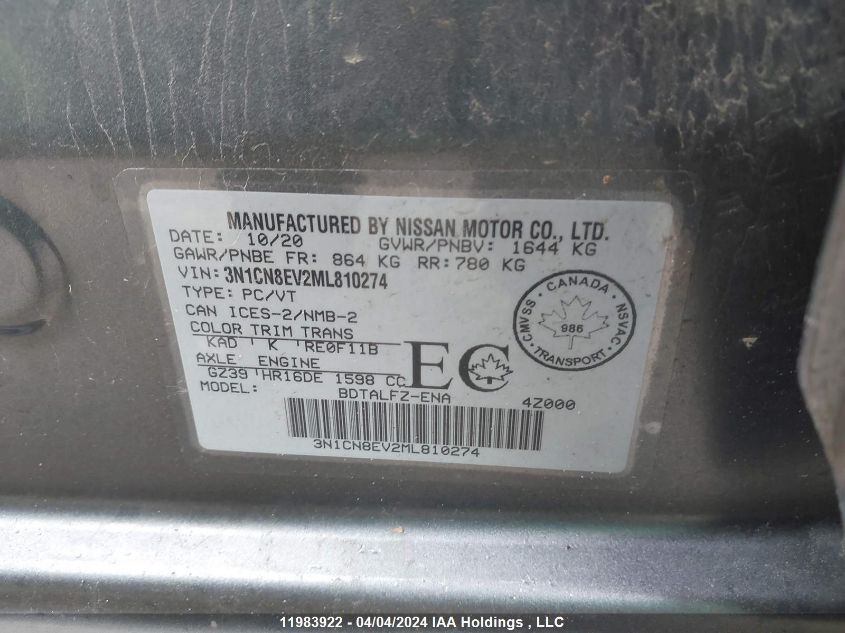 MANUFACTURED BY NISSAN MOTOR CO., LTD.
DATE: 10/20 GVWR/PNBV: 1644 KG
GAWR/PNBE FR: 864 KG RR:780 KG
VIN: 3N1CN8EV2ML810274
TYPE: PC/VT
CAN ICES-2/NMB-2
COLOR TRIM TRANS
KAD K RE0F11B
AXLE ENGINE
GZ39 HR16DE 1598 CC
MODEL: BDTALFZ-ENA 4Z000
EC
CANADA
CMVSS 986 NSVAC
TRANSPORT
3N1CN8EV2ML810274
11983922 - 04/04/2024 IAA Holdings , LLC